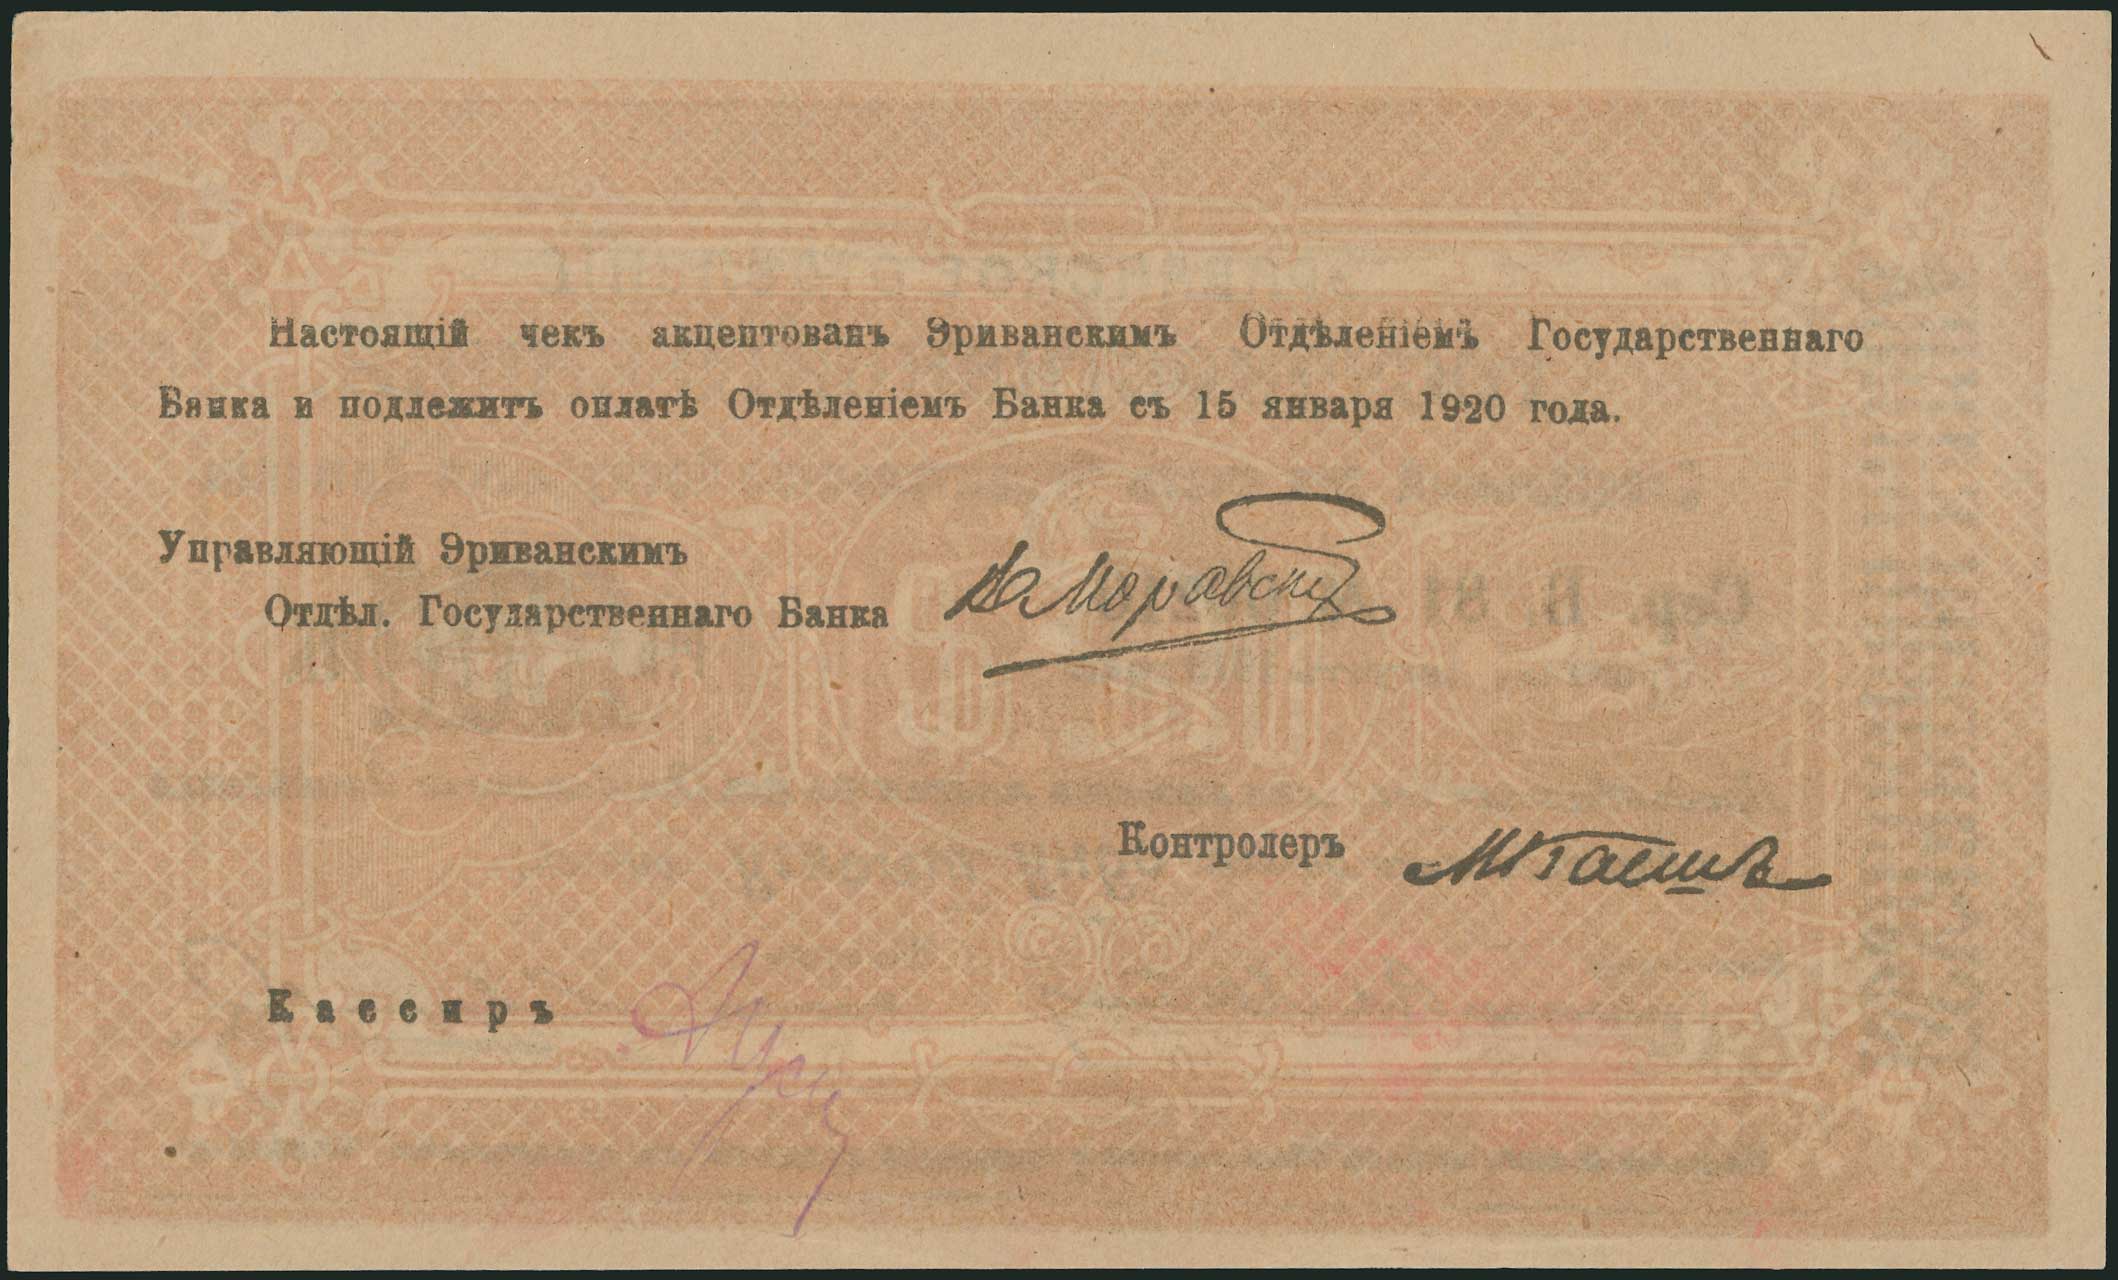 Настоящій чекъ акцептованъ Эриванскимъ Отдѣленіемъ Государственнаго
Банка и подлежитъ оплатѣ Отдѣленіемъ Банка съ 15 января 1920 года.
Управляющій Эриванскимъ
Отдѣл. Государственнаго Банка
Контролеръ
Кассиръ